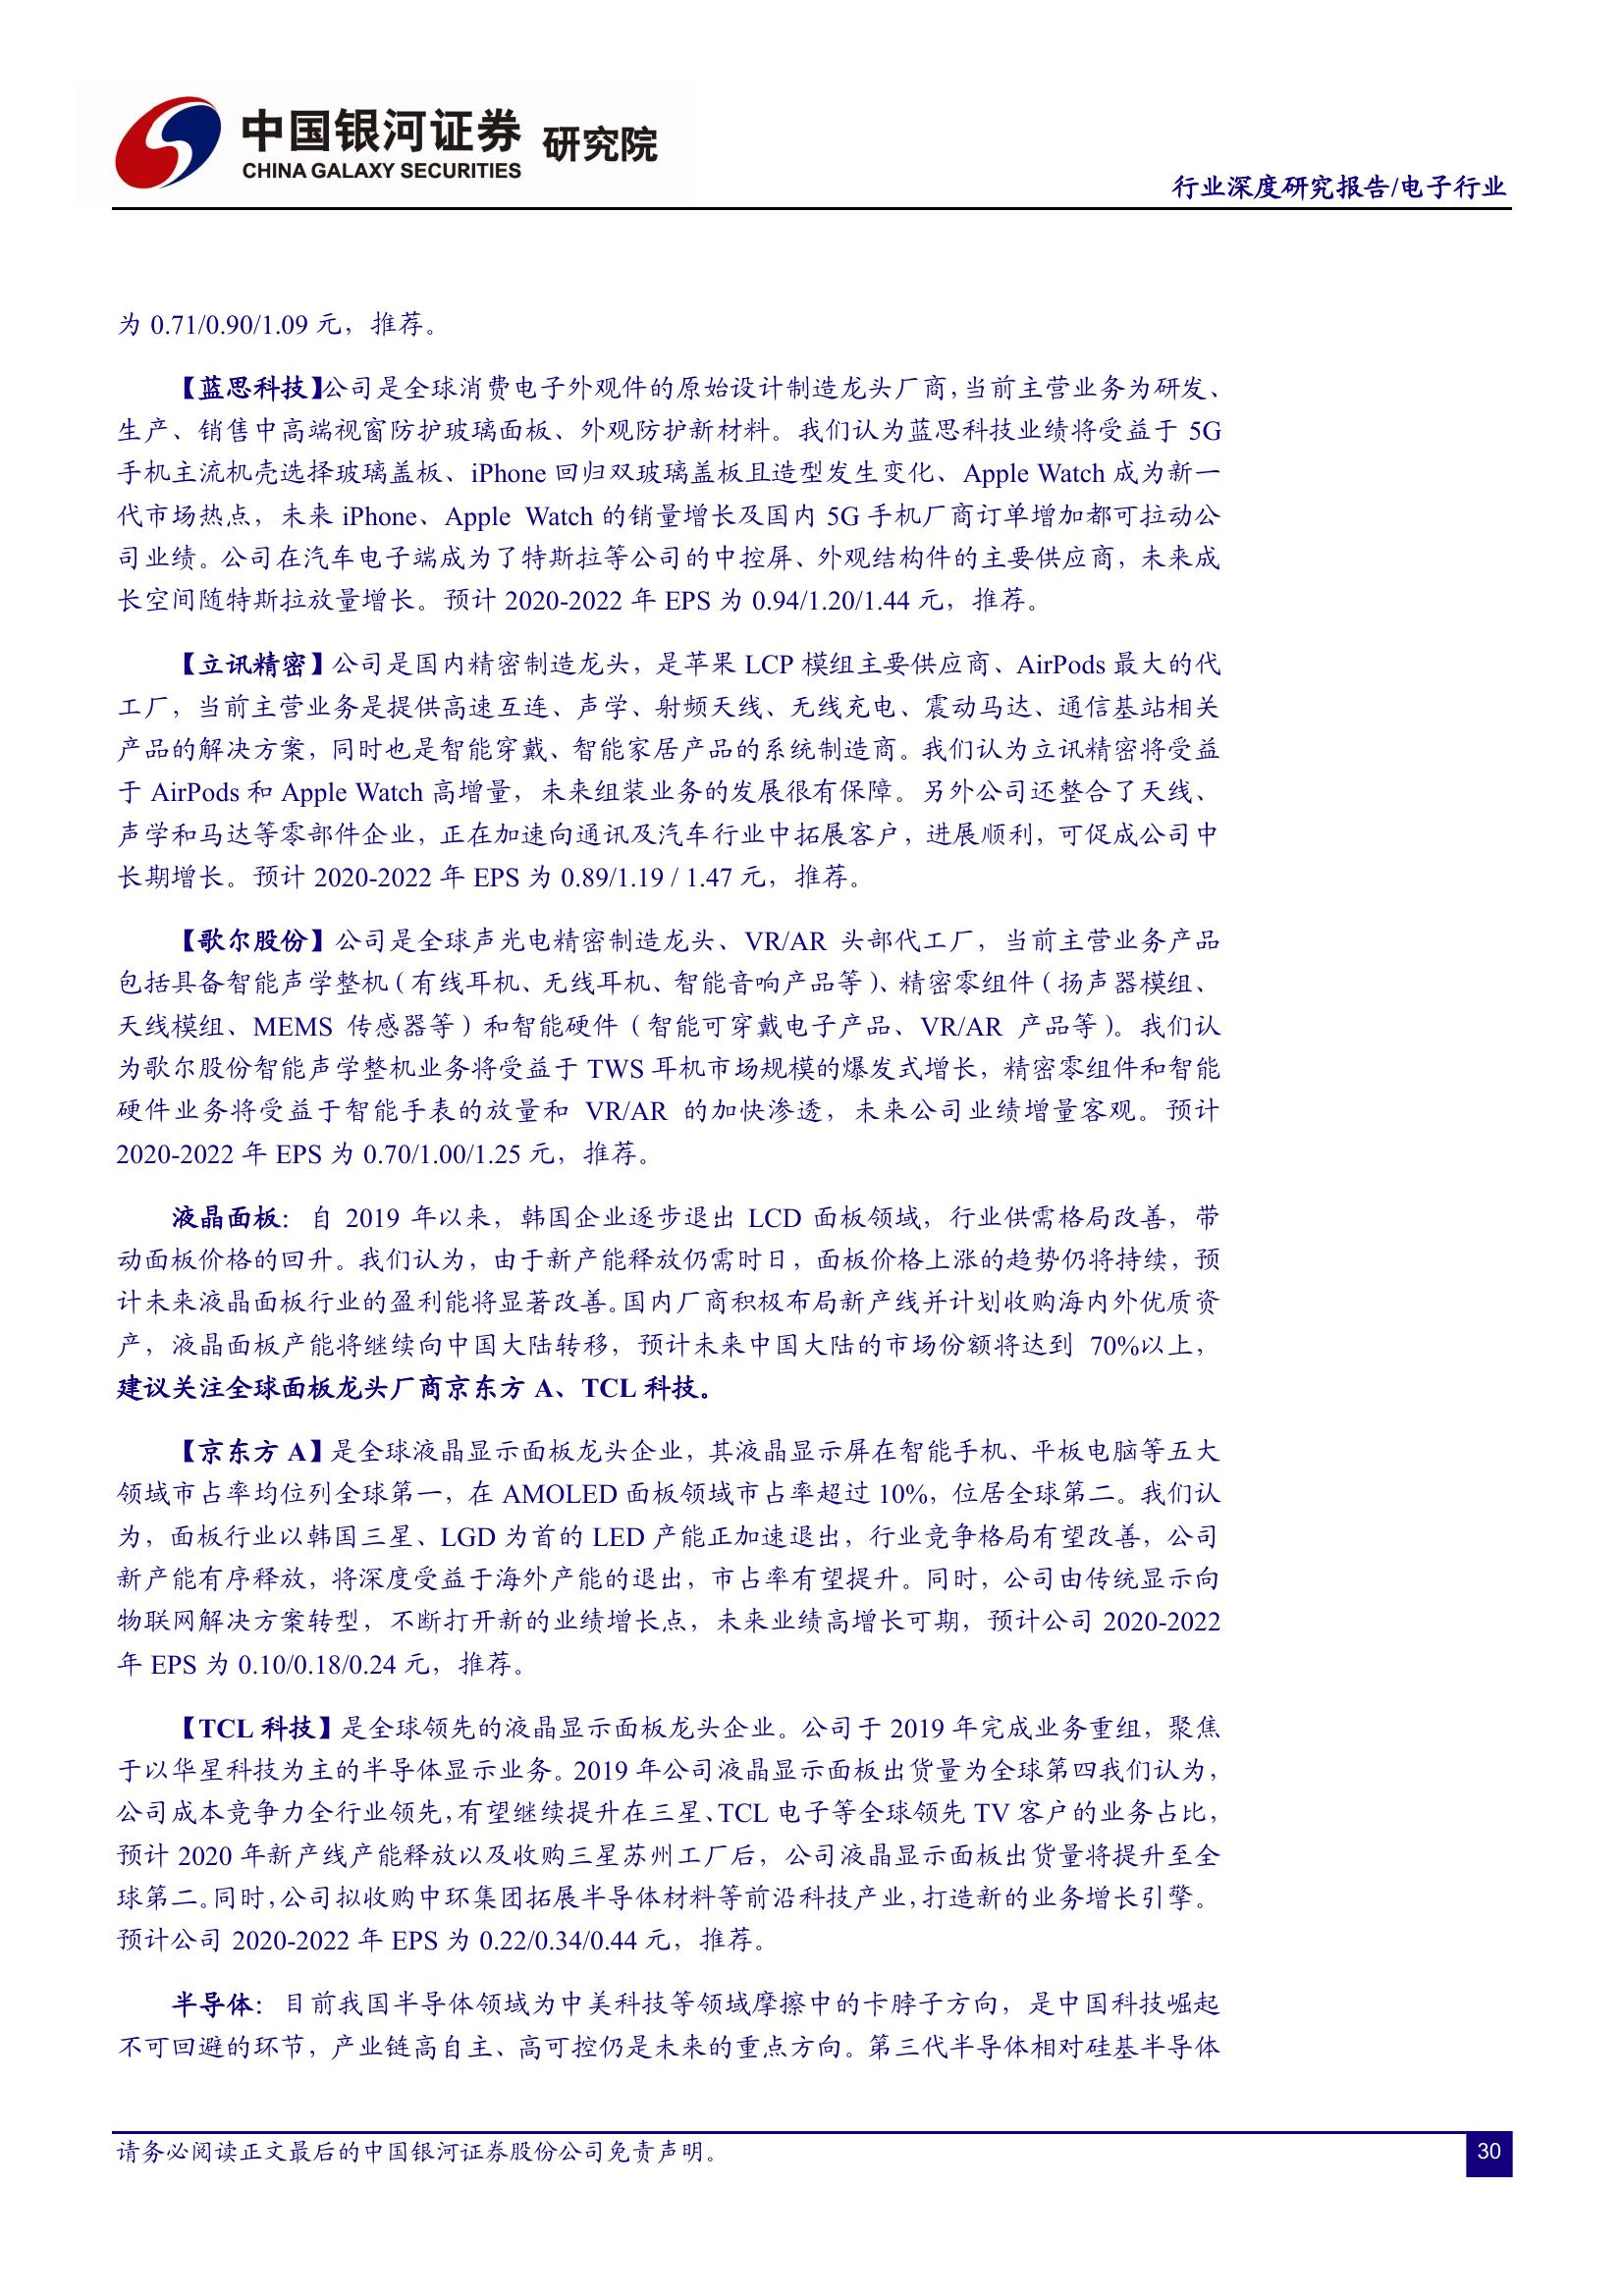 中国银河证券 研究院
CHINA GALAXY SECURITIES
行业深度研究报告/电子行业
为 0.71/0.90/1.09 元，推荐。
【蓝思科技】公司是全球消费电子外观件的原始设计制造龙头厂商，当前主营业务为研发、
生产、销售中高端视窗防护玻璃面板、外观防护新材料。我们认为蓝思科技业绩将受益于 5G
手机主流机壳选择玻璃盖板、iPhone 回归双玻璃盖板且造型发生变化、Apple Watch 成为新一
代市场热点，未来 iPhone、Apple Watch 的销量增长及国内 5G 手机厂商订单增加都可拉动公
司业绩。公司在汽车电子端成为了特斯拉等公司的中控屏、外观结构件的主要供应商，未来成
长空间随特斯拉放量增长。预计 2020-2022 年 EPS 为 0.94/1.20/1.44 元，推荐。
【立讯精密】公司是国内精密制造龙头，是苹果 LCP 模组主要供应商、AirPods 最大的代
工厂，当前主营业务是提供高速互连、声学、射频天线、无线充电、震动马达、通信基站相关
产品的解决方案，同时也是智能穿戴、智能家居产品的系统制造商。我们认为立讯精密将受益
于 AirPods 和 Apple Watch 高增量，未来组装业务的发展很有保障。另外公司还整合了天线、
声学和马达等零部件企业，正在加速向通讯及汽车行业中拓展客户，进展顺利，可促成公司中
长期增长。预计 2020-2022 年 EPS 为 0.89/1.19 / 1.47 元，推荐。
【歌尔股份】公司是全球声光电精密制造龙头、VR/AR 头部代工厂，当前主营业务产品
包括具备智能声学整机（有线耳机、无线耳机、智能音响产品等）、精密零组件（扬声器模组、
天线模组、MEMS 传感器等）和智能硬件（智能可穿戴电子产品、VR/AR 产品等）。我们认
为歌尔股份智能声学整机业务将受益于 TWS 耳机市场规模的爆发式增长，精密零组件和智能
硬件业务将受益于智能手表的放量和 VR/AR 的加快渗透，未来公司业绩增量客观。预计
2020-2022 年 EPS 为 0.70/1.00/1.25 元，推荐。
液晶面板：自 2019 年以来，韩国企业逐步退出 LCD 面板领域，行业供需格局改善，带
动面板价格的回升。我们认为，由于新产能释放仍需时日，面板价格上涨的趋势仍将持续，预
计未来液晶面板行业的盈利能将显著改善。国内厂商积极布局新产线并计划收购海内外优质资
产，液晶面板产能将继续向中国大陆转移，预计未来中国大陆的市场份额将达到 70%以上，
建议关注全球面板龙头厂商京东方 A、TCL 科技。
【京东方 A】是全球液晶显示面板龙头企业，其液晶显示屏在智能手机、平板电脑等五大
领域市占率均位列全球第一，在 AMOLED 面板领域市占率超过 10%，位居全球第二。我们认
为，面板行业以韩国三星、LGD 为首的 LED 产能正加速退出，行业竞争格局有望改善，公司
新产能有序释放，将深度受益于海外产能的退出，市占率有望提升。同时，公司由传统显示向
物联网解决方案转型，不断打开新的业绩增长点，未来业绩高增长可期，预计公司 2020-2022
年 EPS 为 0.10/0.18/0.24 元，推荐。
【TCL 科技】是全球领先的液晶显示面板龙头企业。公司于 2019 年完成业务重组，聚焦
于以华星科技为主的半导体显示业务。2019 年公司液晶显示面板出货量为全球第四我们认为，
公司成本竞争力全行业领先，有望继续提升在三星、TCL 电子等全球领先 TV 客户的业务占比，
预计 2020 年新产线产能释放以及收购三星苏州工厂后，公司液晶显示面板出货量将提升至全
球第二。同时，公司拟收购中环集团拓展半导体材料等前沿科技产业，打造新的业务增长引擎。
预计公司 2020-2022 年 EPS 为 0.22/0.34/0.44 元，推荐。
半导体：目前我国半导体领域为中美科技等领域摩擦中的卡脖子方向，是中国科技崛起
不可回避的环节，产业链高自主、高可控仍是未来的重点方向。第三代半导体相对硅基半导体
请务必阅读正文最后的中国银河证券股份公司免责声明。
30